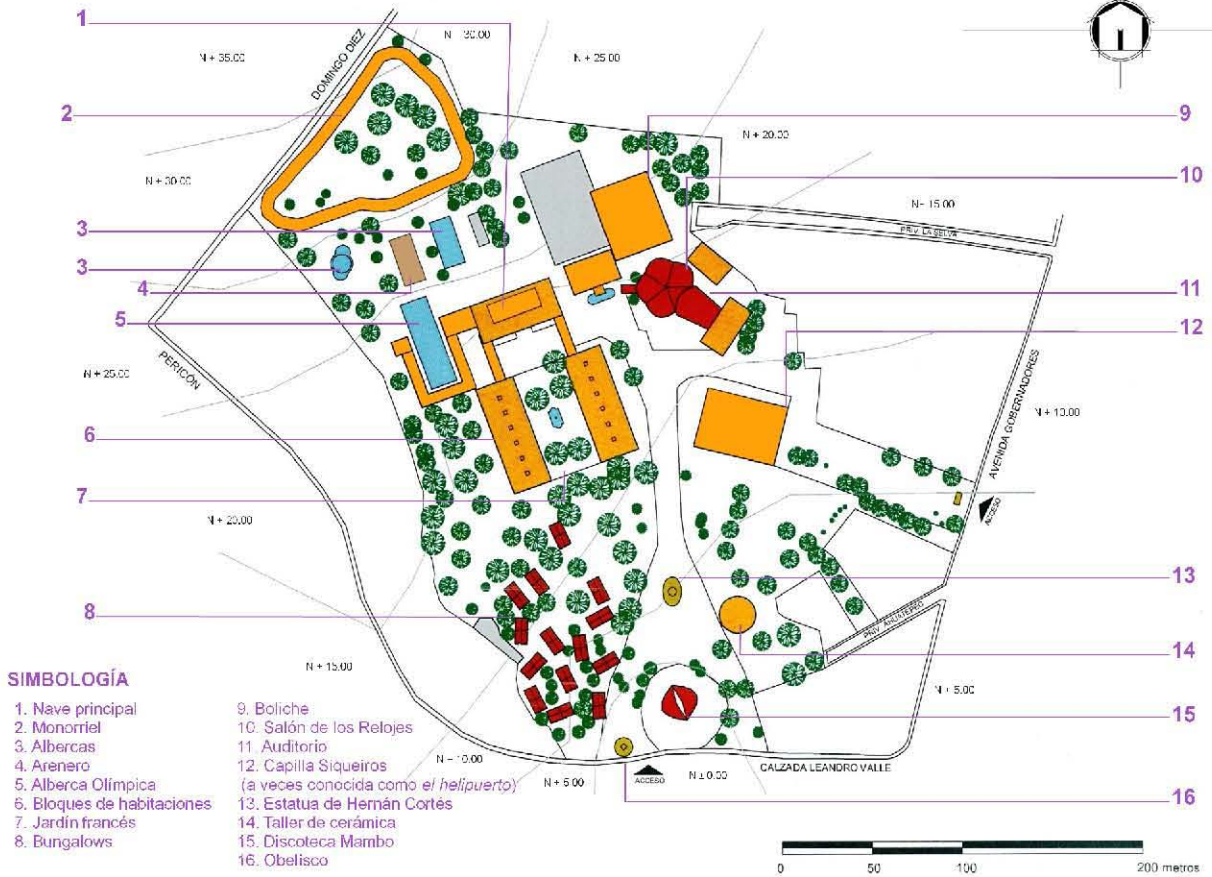 1
N + 30.00
N + 35.00
DOMINGO DIEZ
N + 25.00
2
9
N + 20.00
10
N + 30.00
N + 15.00
PRIV. LA SELVA
3
3
4
11
5
12
PERICÓN
N + 25.00
AVENIDA GOBERNADORES
N + 10.00
6
7
ACCESO
N + 20.00
13
8
PRIV. AHUATEPEC
14
N + 15.00
N + 5.00
15
N + 10.00
N + 5.00
ACCESO
N ± 0.00
CALZADA LEANDRO VALLE
16
SIMBOLOGÍA
1. Nave principal
2. Monorriel
3. Albercas
4. Arenero
5. Alberca Olímpica
6. Bloques de habitaciones
7. Jardín francés
8. Bungalows
9. Boliche
10. Salón de los Relojes
11. Auditorio
12. Capilla Siqueiros
(a veces conocida como el helipuerto)
13. Estatua de Hernán Cortés
14. Taller de cerámica
15. Discoteca Mambo
16. Obelisco
0 50 100 200 metros